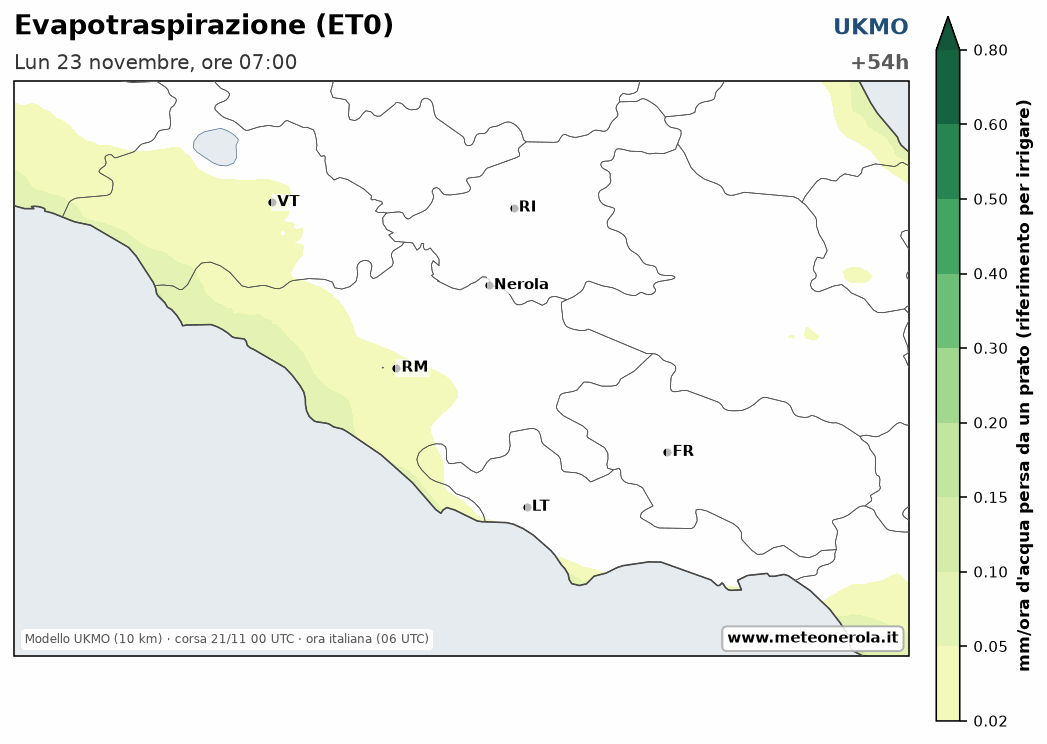 Evapotraspirazione (ET0)
UKMO
Lun 23 novembre, ore 07:00
+54h
0.80
0.60
0.50
0.40
0.30
0.20
0.15
0.10
0.05
0.02
mm/ora d'acqua persa da un prato (riferimento per irrigare)
VT
RI
Nerola
RM
FR
LT
Modello UKMO (10 km) · corsa 21/11 00 UTC · ora italiana (06 UTC)
www.meteonerola.it